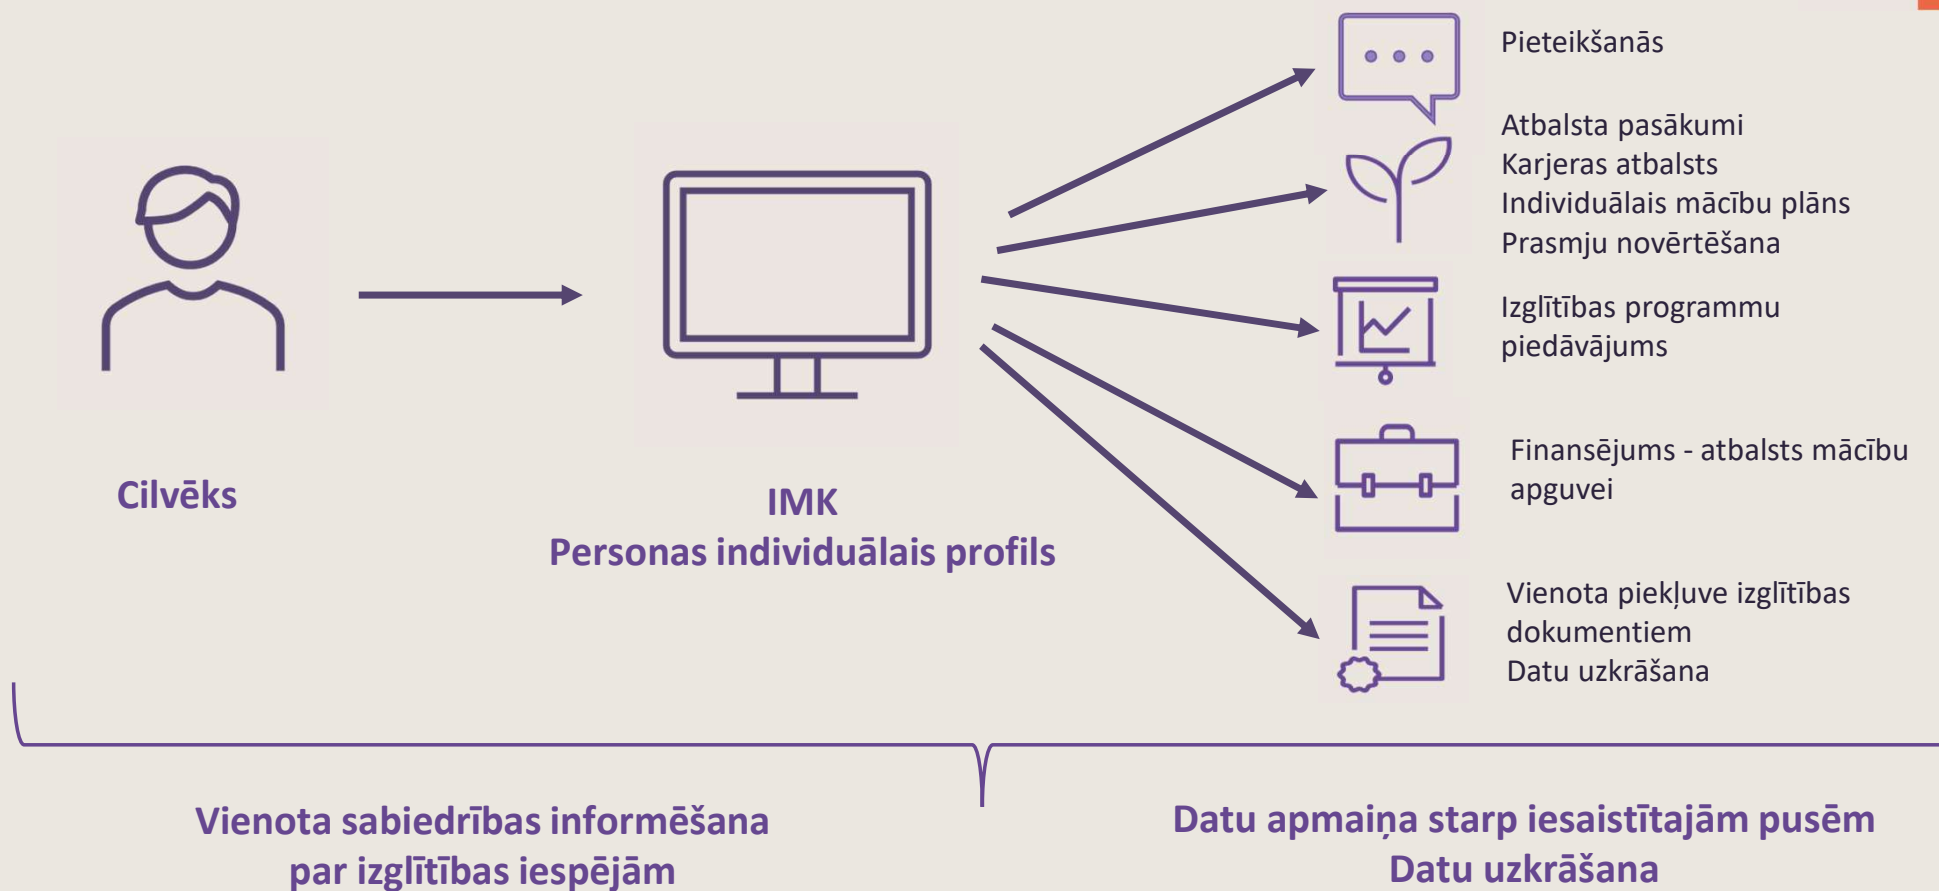 Pieteikšanās
Atbalsta pasākumi
Karjeras atbalsts
Individuālais mācību plāns
Prasmju novērtēšana
Izglītības programmu
piedāvājums
Finansējums - atbalsts mācību
apguvei
Vienota piekļuve izglītības
dokumentiem
Datu uzkrāšana
Cilvēks
IMK
Personas individuālais profils
Vienota sabiedrības informēšana
par izglītības iespējām
Datu apmaiņa starp iesaistītajām pusēm
Datu uzkrāšana